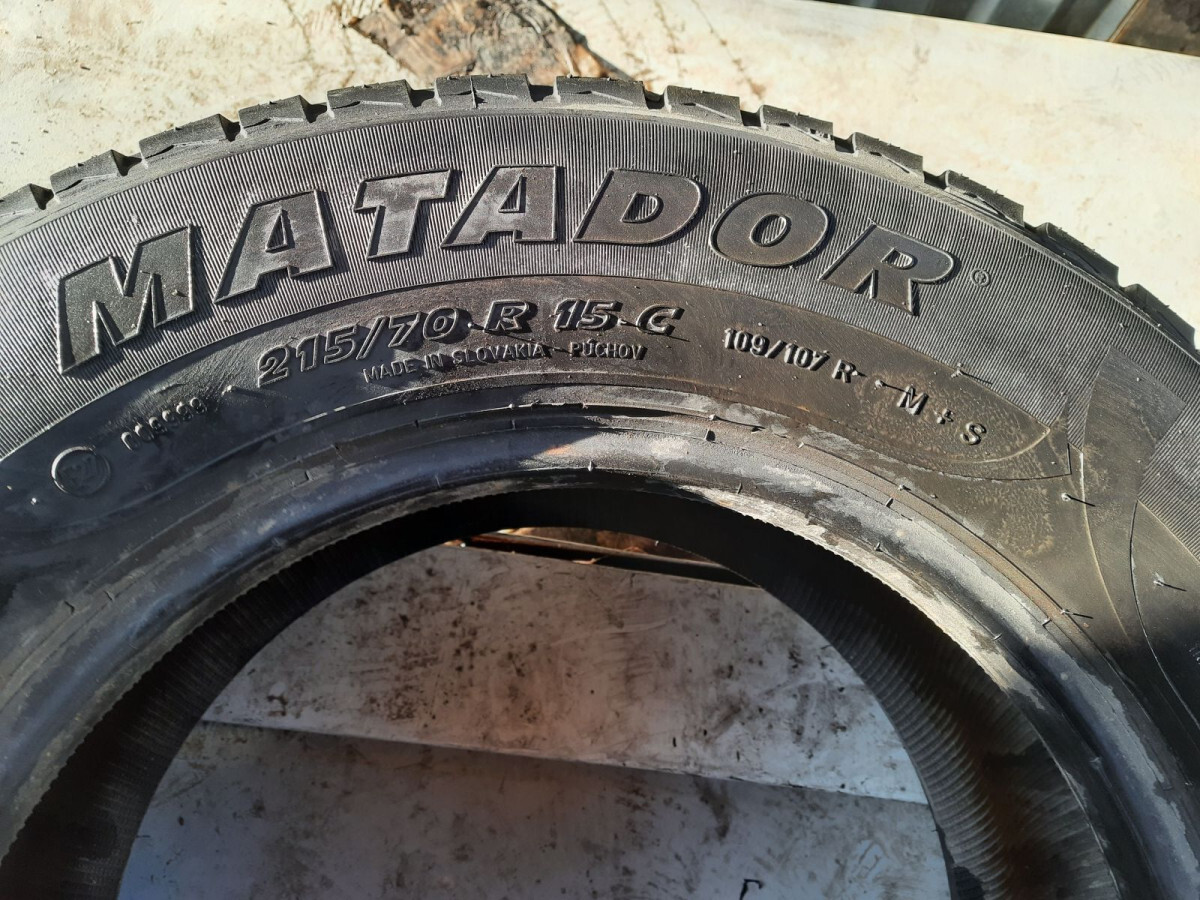 MATADOR®
215/70 R 15 C 109/107 R - M + S
MADE IN SLOVAKIA - PÚCHOV